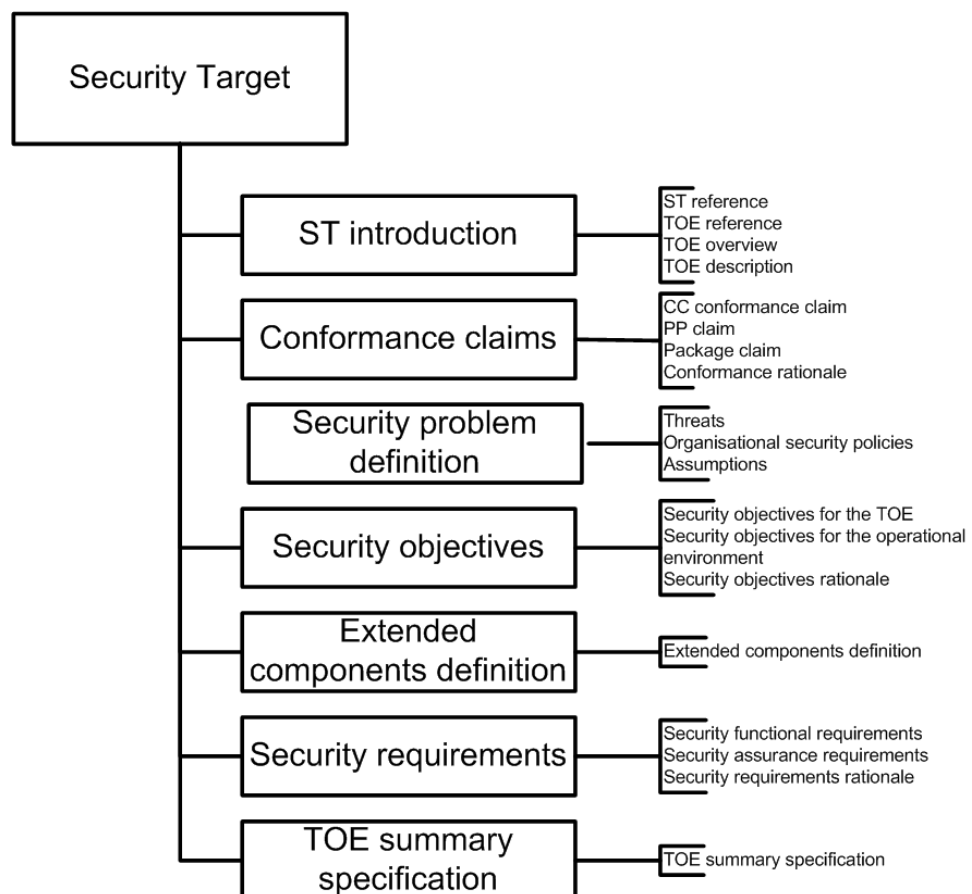 Security Target
ST introduction
ST reference
TOE reference
TOE overview
TOE description
Conformance claims
CC conformance claim
PP claim
Package claim
Conformance rationale
Security problem
definition
Threats
Organisational security policies
Assumptions
Security objectives
Security objectives for the TOE
Security objectives for the operational
environment
Security objectives rationale
Extended
components definition
Extended components definition
Security requirements
Security functional requirements
Security assurance requirements
Security requirements rationale
TOE summary
specification
TOE summary specification